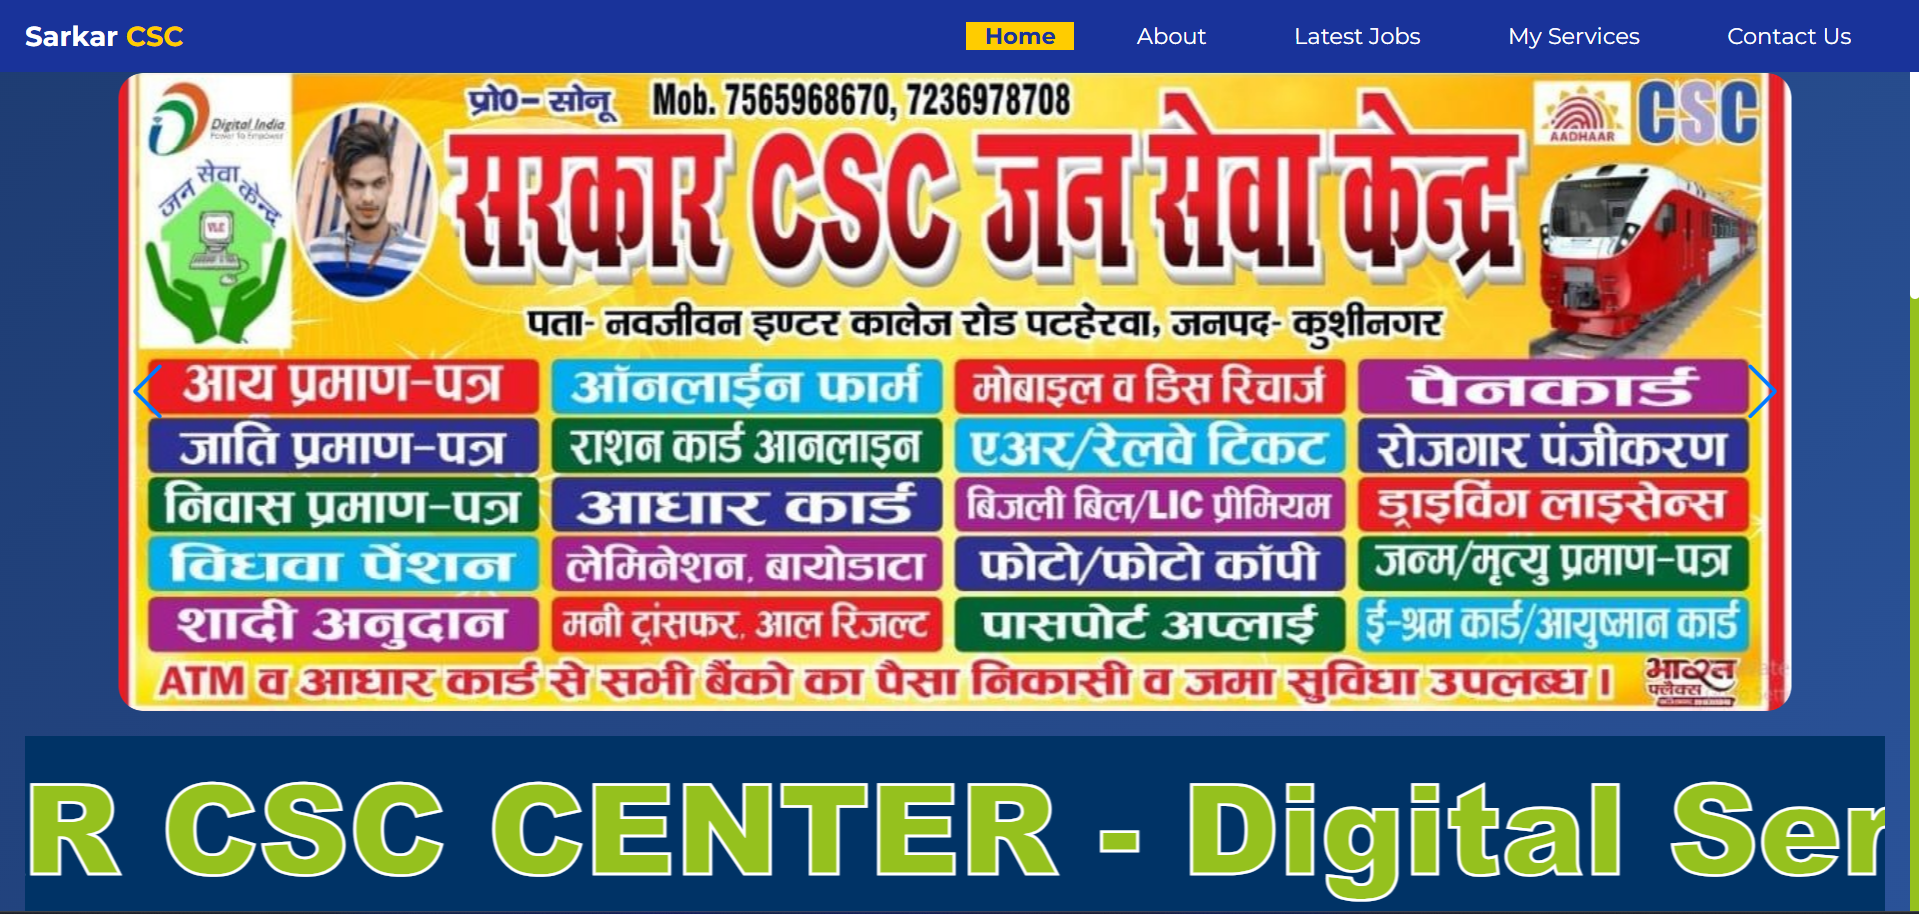 Sarkar CSC
Home
About
Latest Jobs
My Services
Contact Us
Digital India
Power To Empower
जन सेवा केन्द्र
VLE
प्रो0– सोनू
Mob. 7565968670, 7236978708
AADHAAR
CSC
सरकार CSC जन सेवा केन्द्र
पता- नवजीवन इण्टर कालेज रोड पटहेरवा, जनपद- कुशीनगर
आय प्रमाण-पत्र
ऑनलाईन फार्म
मोबाइल व डिस रिचार्ज
पैनकार्ड
जाति प्रमाण-पत्र
राशन कार्ड आनलाइन
एअर/रेलवे टिकट
रोजगार पंजीकरण
निवास प्रमाण-पत्र
आधार कार्ड
बिजली बिल/LIC प्रीमियम
ड्राइविंग लाइसेन्स
विधवा पेंशन
लेमिनेशन, बायोडाटा
फोटो/फोटो कॉपी
जन्म/मृत्यु प्रमाण-पत्र
शादी अनुदान
मनी ट्रांसफर, आल रिजल्ट
पासपोर्ट अप्लाई
ई-श्रम कार्ड/आयुष्मान कार्ड
ATM व आधार कार्ड से सभी बैंको का पैसा निकासी व जमा सुविधा उपलब्ध।
भारत
फ्लैक्स
R CSC CENTER - Digital Ser